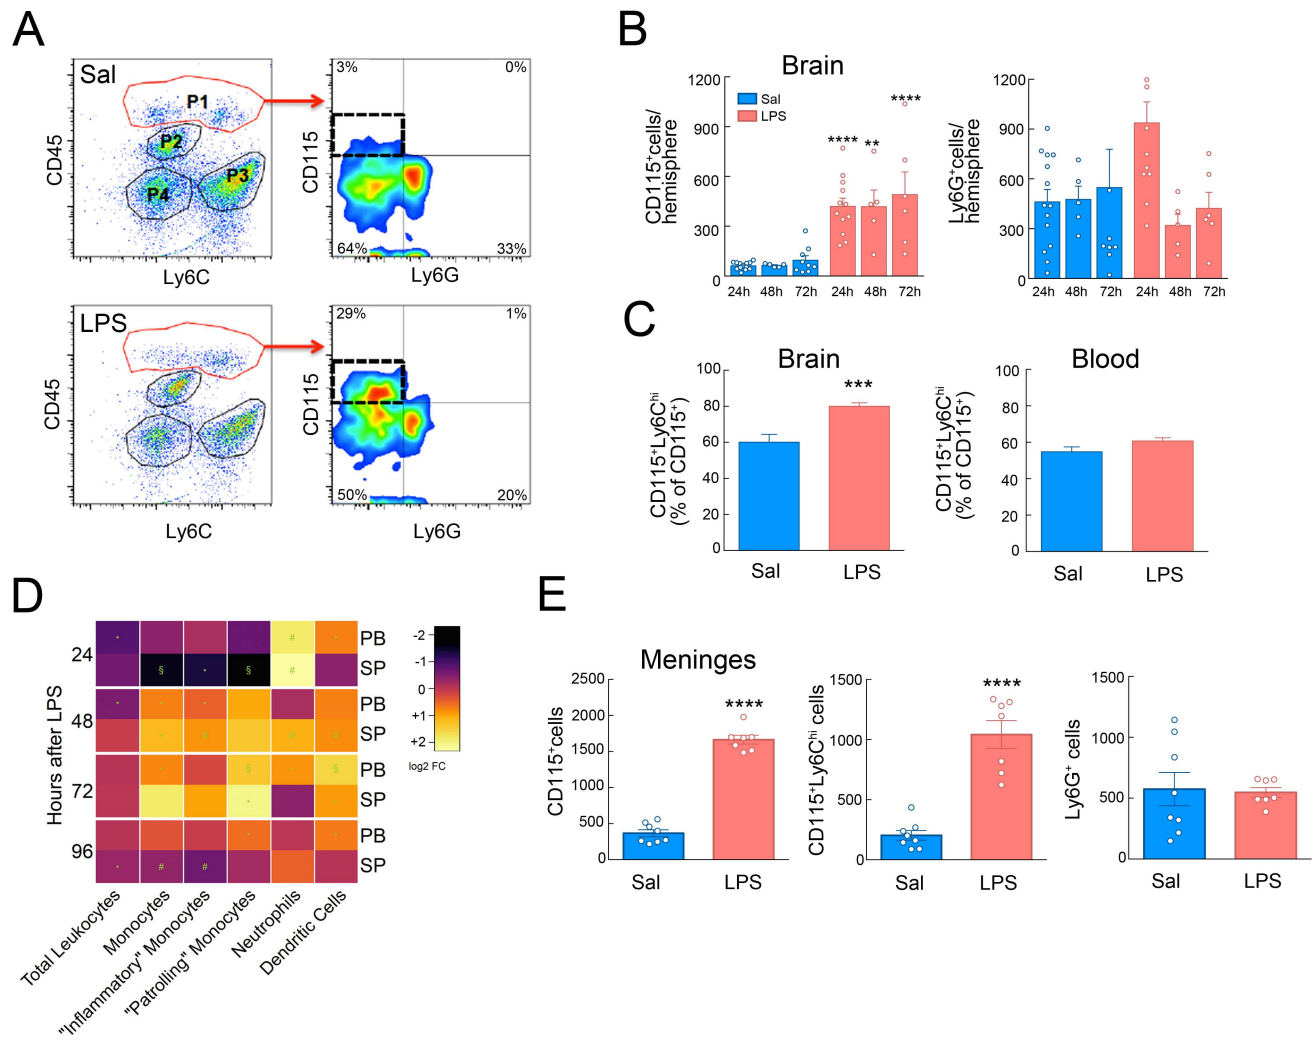 A
Sal
P1
P2
P3
P4
CD45
Ly6C
3%
0%
64%
33%
CD115
Ly6G
LPS
CD45
Ly6C
29%
1%
50%
20%
CD115
Ly6G
B
Brain
Sal
LPS
CD115⁺cells/
hemisphere
1200
900
600
300
0
****
**
****
24h 48h 72h 24h 48h 72h
Ly6G⁺cells/
hemisphere
1200
900
600
300
0
24h 48h 72h 24h 48h 72h
C
Brain
CD115⁺Ly6Cʰⁱ
(% of CD115⁺)
100
80
60
40
20
0
***
Sal LPS
Blood
CD115⁺Ly6Cʰⁱ
(% of CD115⁺)
100
80
60
40
20
0
Sal LPS
D
Hours after LPS
24
48
72
96
PB
SP
PB
SP
PB
SP
PB
SP
Total Leukocytes
Monocytes
"Inflammatory" Monocytes
"Patrolling" Monocytes
Neutrophils
Dendritic Cells
-2
-1
0
+1
+2
log2 FC
E
Meninges
CD115⁺cells
2500
2000
1500
1000
500
0
****
Sal LPS
CD115⁺Ly6Cʰⁱ cells
1500
1000
500
0
****
Sal LPS
Ly6G⁺ cells
1500
1000
500
0
Sal LPS